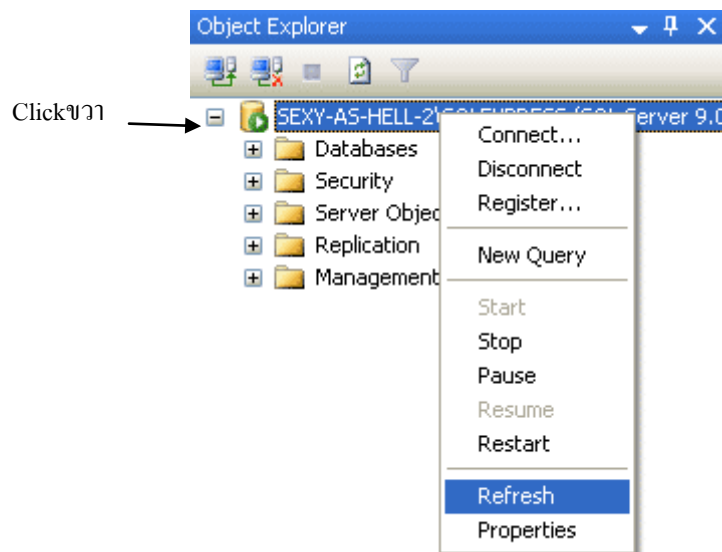 Object Explorer
Clickขวา
SEXY-AS-HELL-2\SQLEXPRESS (SQL Server 9.0
Databases
Security
Server Objec
Replication
Management
Connect...
Disconnect
Register...
New Query
Start
Stop
Pause
Resume
Restart
Refresh
Properties